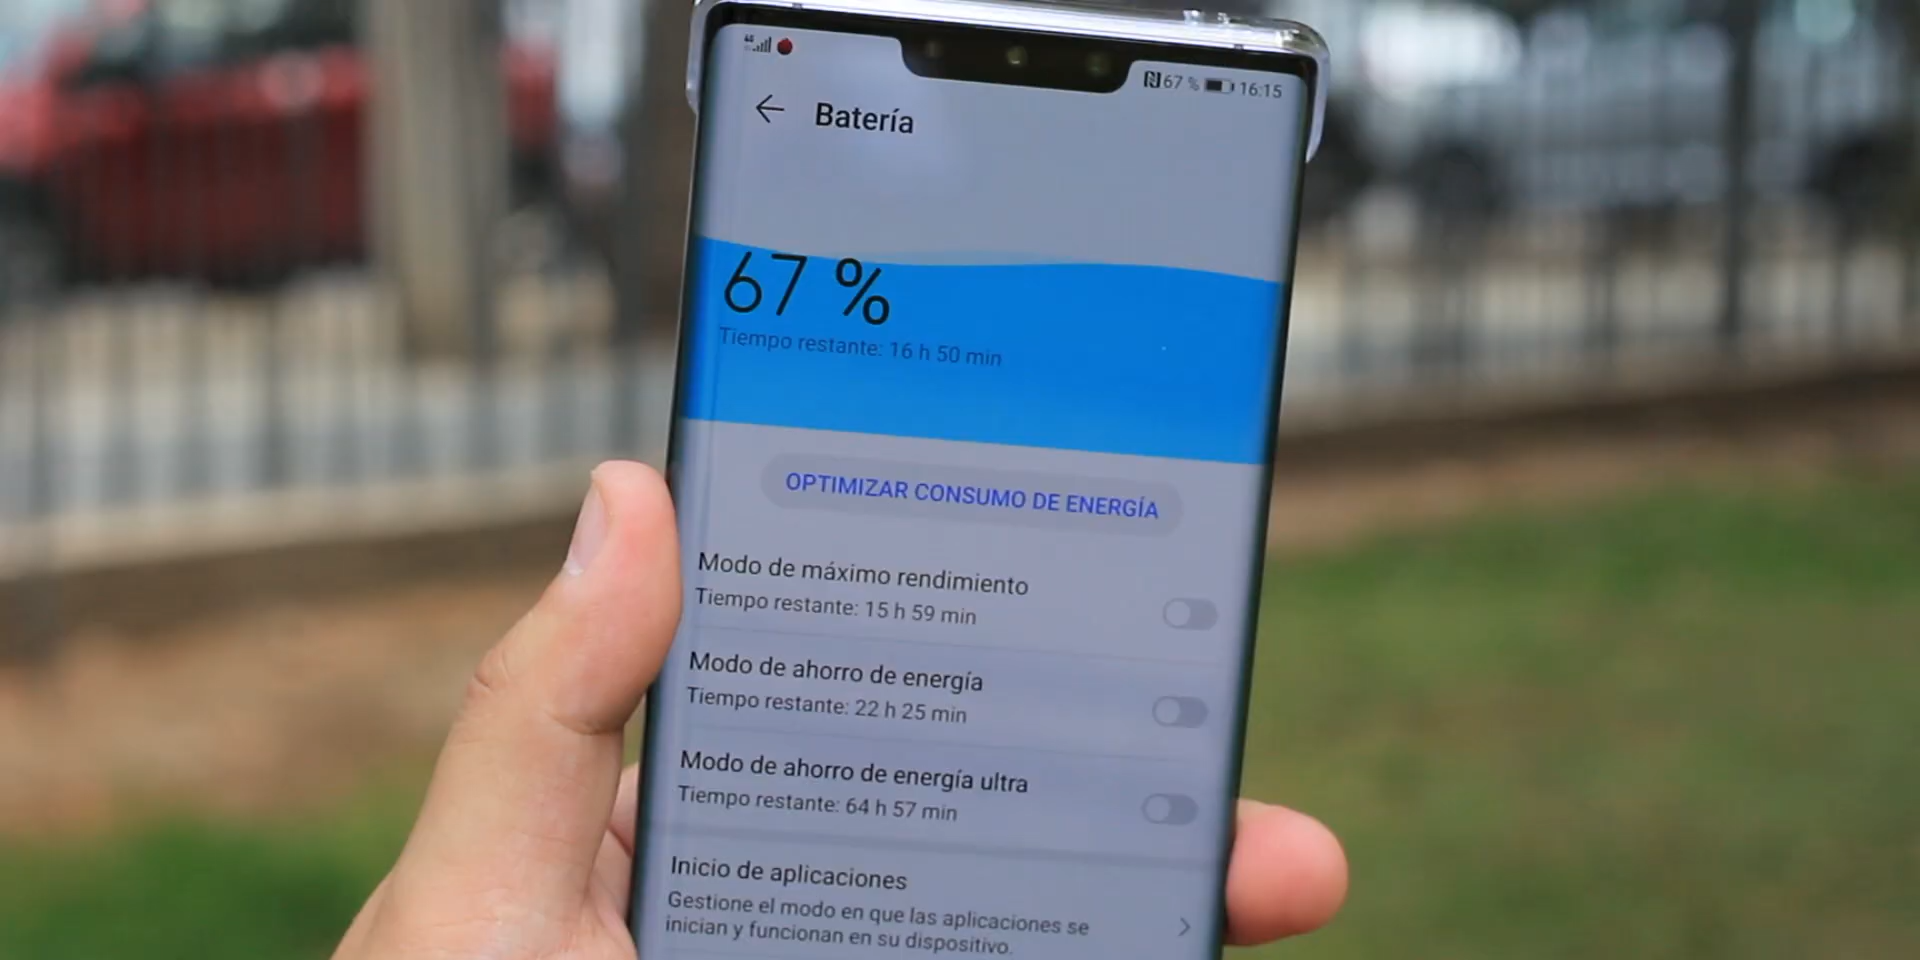 4G
67 % 16:15
Batería
67 %
Tiempo restante: 16 h 50 min
OPTIMIZAR CONSUMO DE ENERGÍA
Modo de máximo rendimiento
Tiempo restante: 15 h 59 min
Modo de ahorro de energía
Tiempo restante: 22 h 25 min
Modo de ahorro de energía ultra
Tiempo restante: 64 h 57 min
Inicio de aplicaciones
Gestione el modo en que las aplicaciones se
inician y funcionan en su dispositivo.